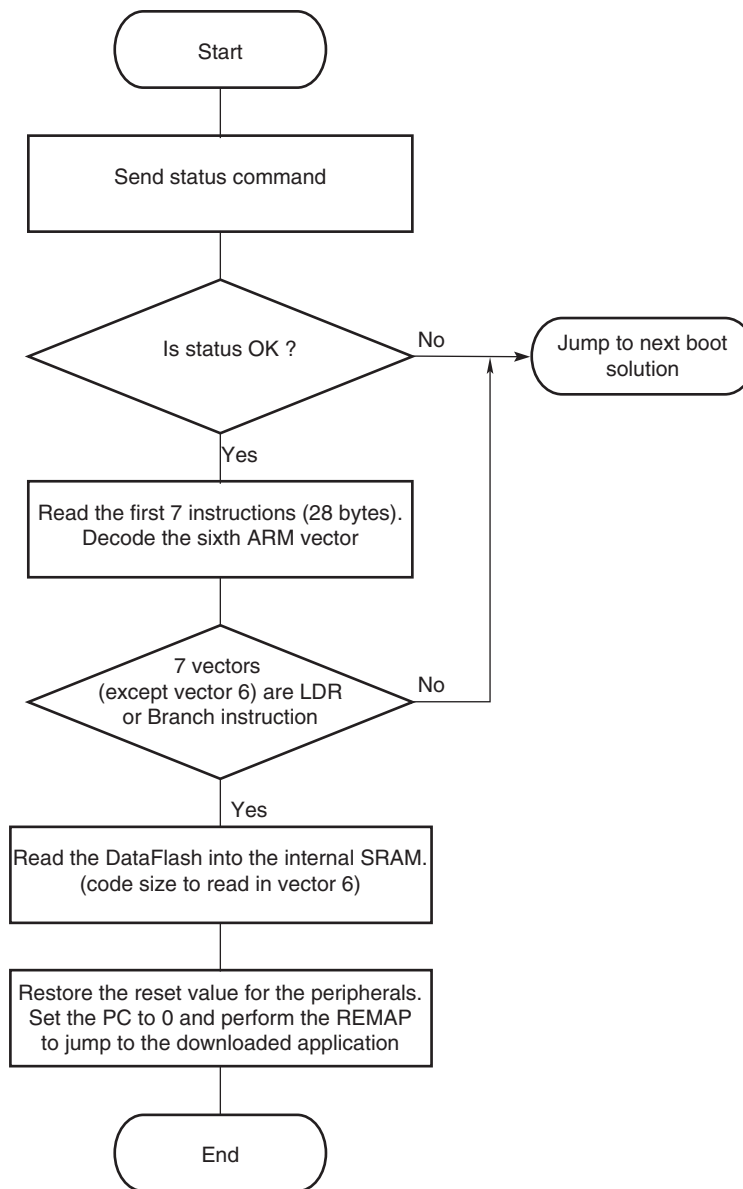 Start
Send status command
Is status OK ?
No
Jump to next boot
solution
Yes
Read the first 7 instructions (28 bytes).
Decode the sixth ARM vector
7 vectors
(except vector 6) are LDR
or Branch instruction
No
Yes
Read the DataFlash into the internal SRAM.
(code size to read in vector 6)
Restore the reset value for the peripherals.
Set the PC to 0 and perform the REMAP
to jump to the downloaded application
End